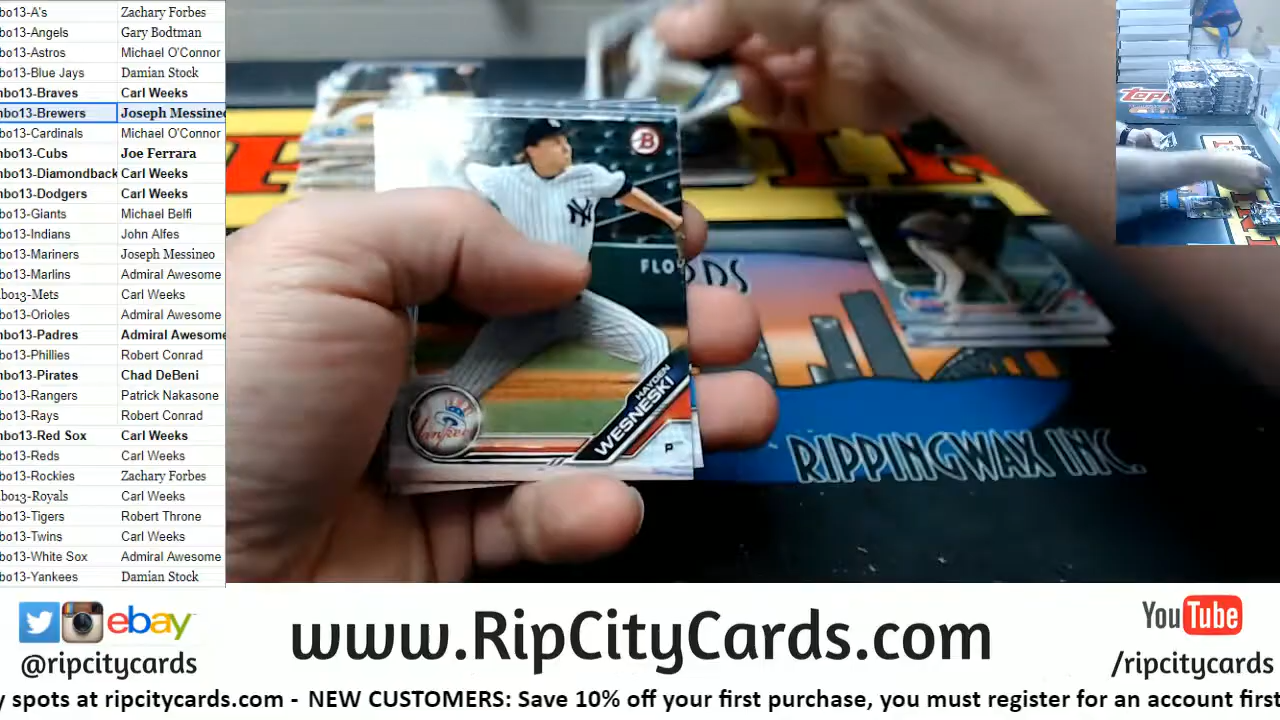 bo13-A's Zachary Forbes
bo13-Angels Gary Bodtman
bo13-Astros Michael O'Connor
bo13-Blue Jays Damian Stock
nbo13-Braves Carl Weeks
nbo13-Brewers Joseph Messineo
bo13-Cardinals Michael O'Connor
nbo13-Cubs Joe Ferrara
nbo13-Diamondback Carl Weeks
nbo13-Dodgers Carl Weeks
bo13-Giants Michael Belfi
bo13-Indians John Alfes
bo13-Mariners Joseph Messineo
bo13-Marlins Admiral Awesome
bo13-Mets Carl Weeks
bo13-Orioles Admiral Awesome
nbo13-Padres Admiral Awesome
bo13-Phillies Robert Conrad
nbo13-Pirates Chad DeBeni
bo13-Rangers Patrick Nakasone
bo13-Rays Robert Conrad
nbo13-Red Sox Carl Weeks
bo13-Reds Carl Weeks
bo13-Rockies Zachary Forbes
bo13-Royals Carl Weeks
bo13-Tigers Robert Throne
bo13-Twins Carl Weeks
bo13-White Sox Admiral Awesome
bo13-Yankees Damian Stock
B
NY
FLO
RDS
Yankees
HAYDEN
WESNESKI
P
RIPPINGWAX INC.
TOPPS
ebay
@ripcitycards
www.RipCityCards.com
YouTube
/ripcitycards
y spots at ripcitycards.com - NEW CUSTOMERS: Save 10% off your first purchase, you must register for an account first